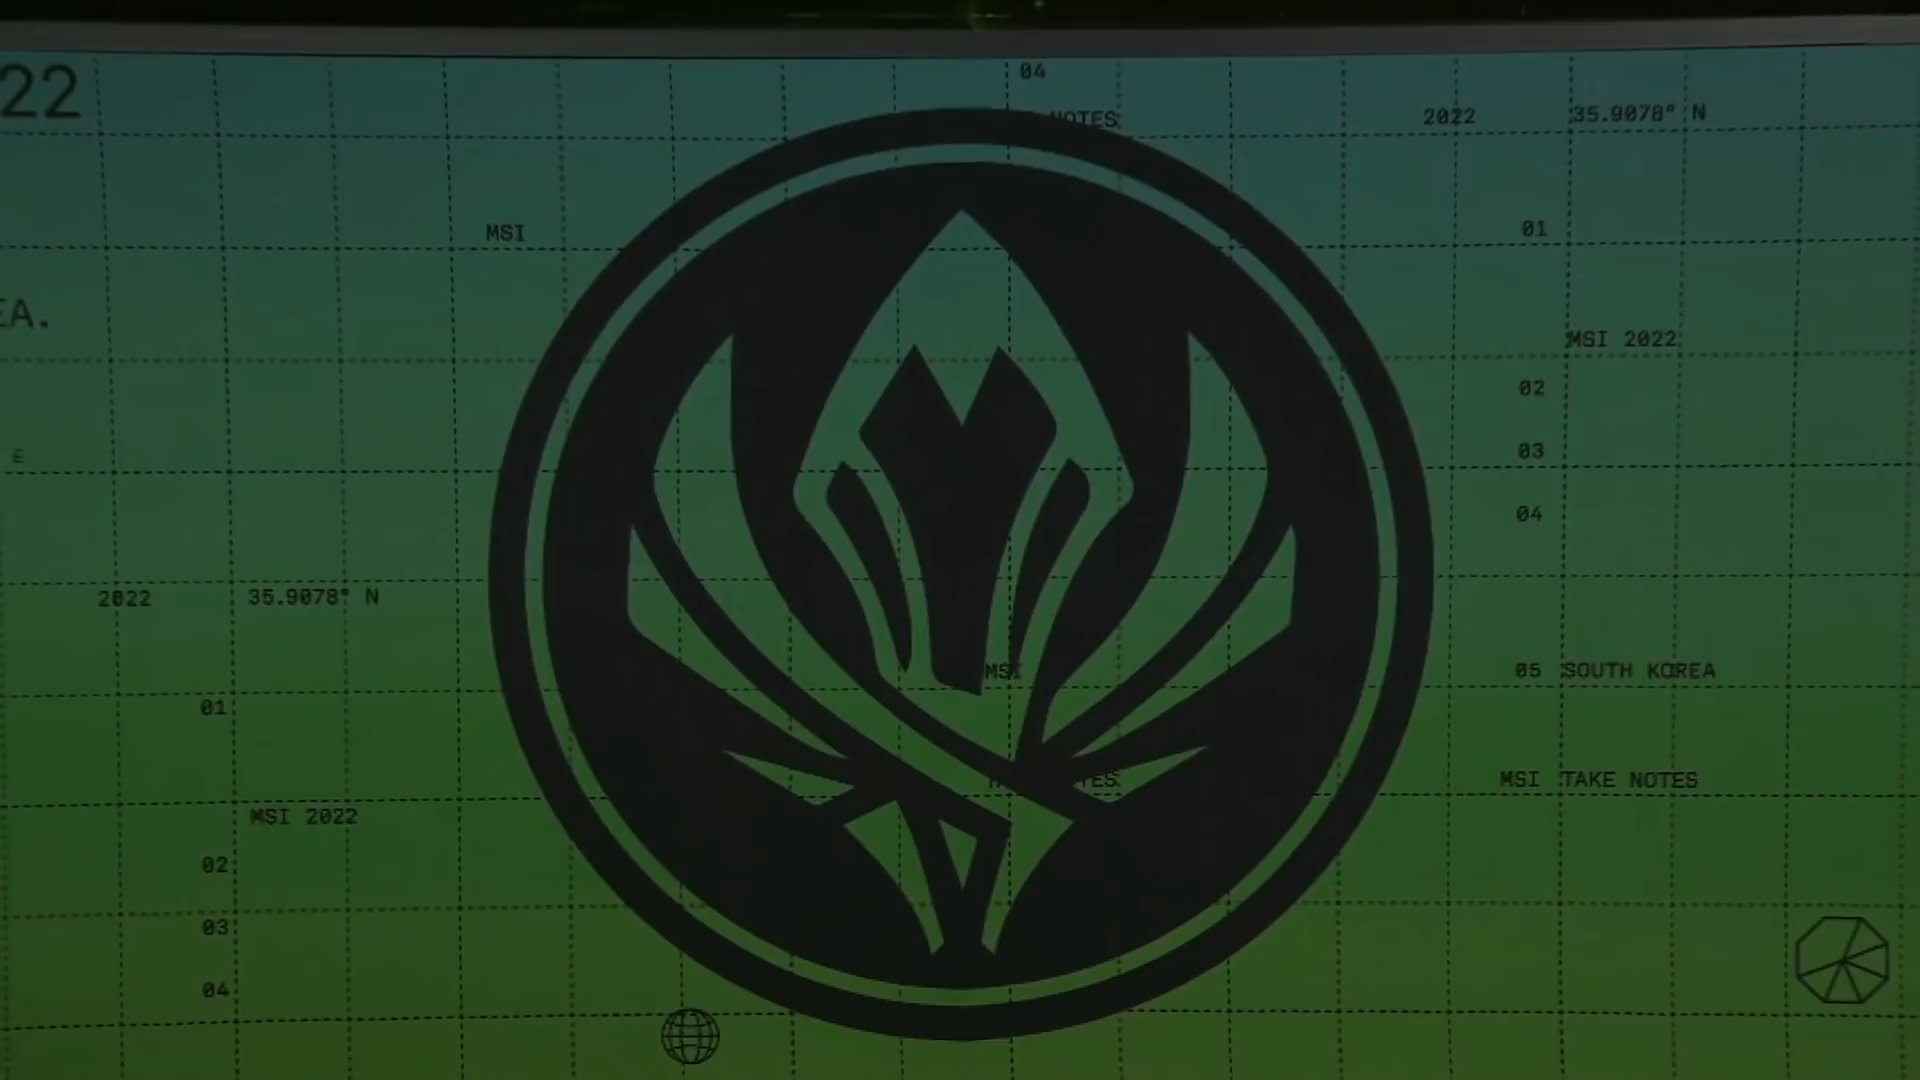 22
04
NOTES
2022 35.9078° N
MSI
01
EA.
MSI 2022
02
E
03
04
2022 35.9078° N
MSI
05 SOUTH KOREA
01
MSI TAKE NOTES
MSI 2022
02
03
04